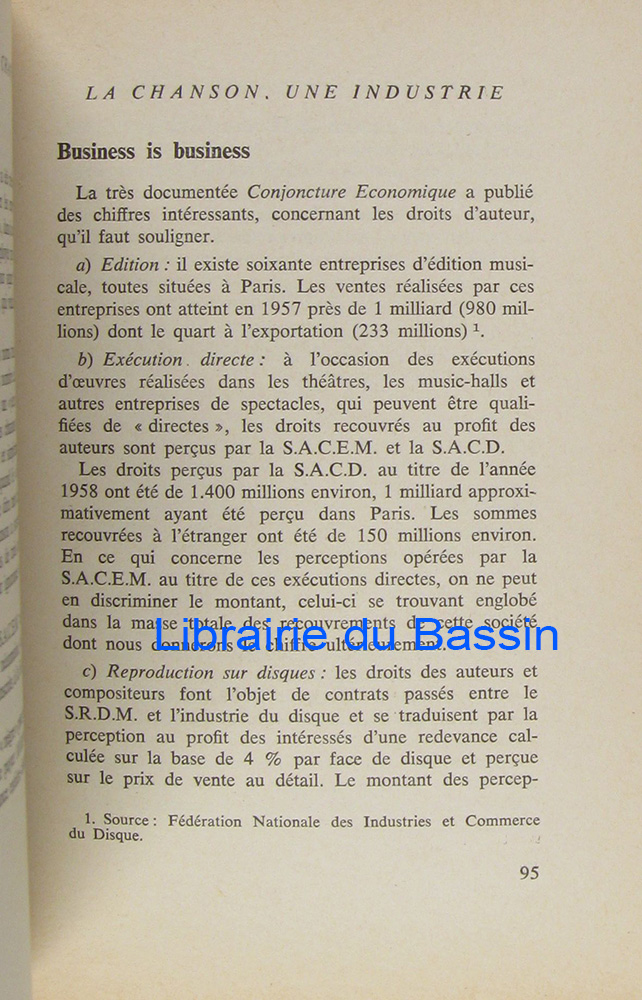 LA CHANSON, UNE INDUSTRIE
Business is business
La très documentée Conjoncture Economique a publié
des chiffres intéressants, concernant les droits d'auteur,
qu'il faut souligner.
a) Edition : il existe soixante entreprises d'édition musi-
cale, toutes situées à Paris. Les ventes réalisées par ces
entreprises ont atteint en 1957 près de 1 milliard (980 mil-
lions) dont le quart à l'exportation (233 millions) ¹.
b) Exécution directe : à l'occasion des exécutions
d'œuvres réalisées dans les théâtres, les music-halls et
autres entreprises de spectacles, qui peuvent être quali-
fiées de « directes », les droits recouvrés au profit des
auteurs sont perçus par la S.A.C.E.M. et la S.A.C.D.
Les droits perçus par la S.A.C.D. au titre de l'année
1958 ont été de 1.400 millions environ, 1 milliard approxi-
mativement ayant été perçu dans Paris. Les sommes
recouvrées à l'étranger ont été de 150 millions environ.
En ce qui concerne les perceptions opérées par la
S.A.C.E.M. au titre de ces exécutions directes, on ne peut
en discriminer le montant, celui-ci se trouvant englobé
dans la masse totale des recouvrements de cette société
dont nous donnerons le chiffre ultérieurement.
Librairie du Bassin
c) Reproduction sur disques : les droits des auteurs et
compositeurs font l'objet de contrats passés entre le
S.R.D.M. et l'industrie du disque et se traduisent par la
perception au profit des intéressés d'une redevance cal-
culée sur la base de 4 % par face de disque et perçue
sur le prix de vente au détail. Le montant des percep-
1. Source : Fédération Nationale des Industries et Commerce
du Disque.
95